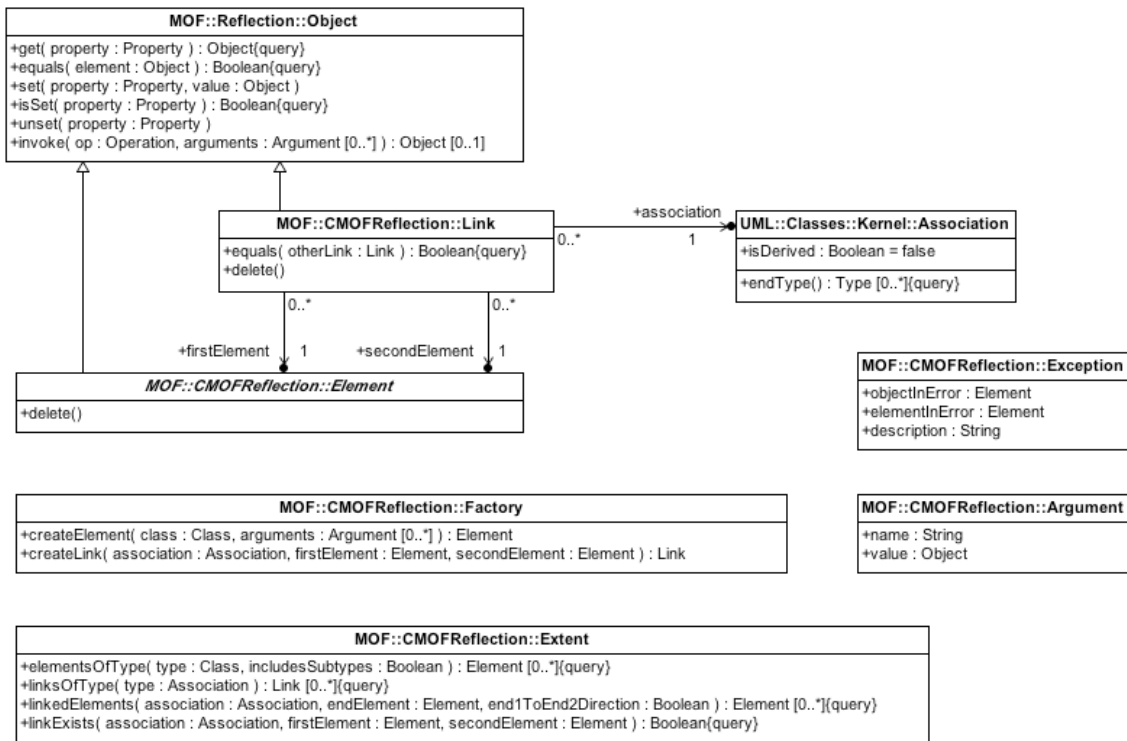 MOF::Reflection::Object
+get( property : Property ) : Object{query}
+equals( element : Object ) : Boolean{query}
+set( property : Property, value : Object )
+isSet( property : Property ) : Boolean{query}
+unset( property : Property )
+invoke( op : Operation, arguments : Argument [0..*] ) : Object [0..1]
MOF::CMOFReflection::Link
+equals( otherLink : Link ) : Boolean{query}
+delete()
+association
0..*
1
UML::Classes::Kernel::Association
+isDerived : Boolean = false
+endType() : Type [0..*]{query}
0..*
0..*
+firstElement
1
+secondElement
1
MOF::CMOFReflection::Element
+delete()
MOF::CMOFReflection::Exception
+objectInError : Element
+elementInError : Element
+description : String
MOF::CMOFReflection::Factory
+createElement( class : Class, arguments : Argument [0..*] ) : Element
+createLink( association : Association, firstElement : Element, secondElement : Element ) : Link
MOF::CMOFReflection::Argument
+name : String
+value : Object
MOF::CMOFReflection::Extent
+elementsOfType( type : Class, includesSubtypes : Boolean ) : Element [0..*]{query}
+linksOfType( type : Association ) : Link [0..*]{query}
+linkedElements( association : Association, endElement : Element, end1ToEnd2Direction : Boolean ) : Element [0..*]{query}
+linkExists( association : Association, firstElement : Element, secondElement : Element ) : Boolean{query}